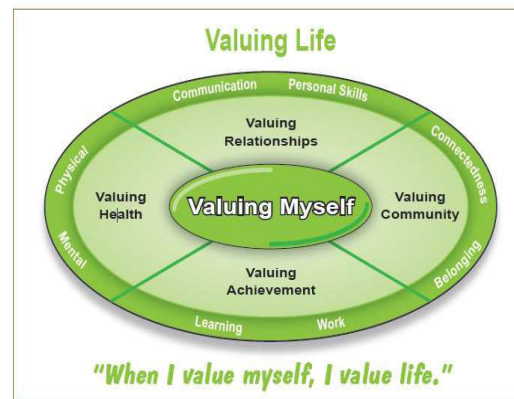 Valuing Life
Communication
Personal Skills
Physical
Valuing
Relationships
Connectedness
Valuing
Health
Valuing Myself
Valuing
Community
Mental
Valuing
Achievement
Belonging
Learning
Work
"When I value myself, I value life."